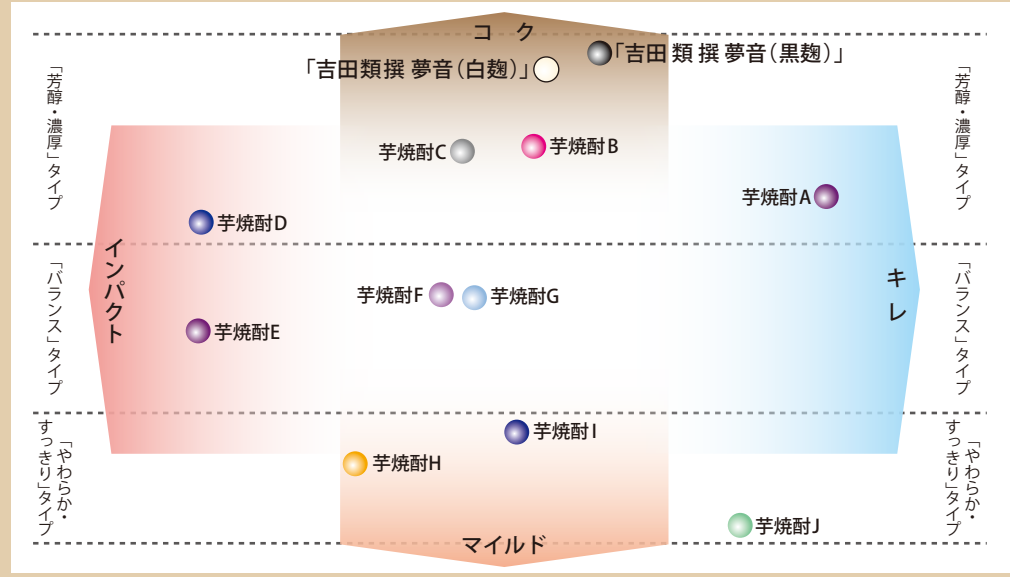 コク
「吉田類撰 夢音（黒麹）」
「吉田類撰 夢音（白麹）」
「芳醇・濃厚」タイプ
「芳醇・濃厚」タイプ
芋焼酎C
芋焼酎B
芋焼酎A
芋焼酎D
インパクト
キレ
「バランス」タイプ
「バランス」タイプ
芋焼酎F
芋焼酎G
芋焼酎E
「やわらか・
すっきり」タイプ
「やわらか・
すっきり」タイプ
芋焼酎I
芋焼酎H
芋焼酎J
マイルド